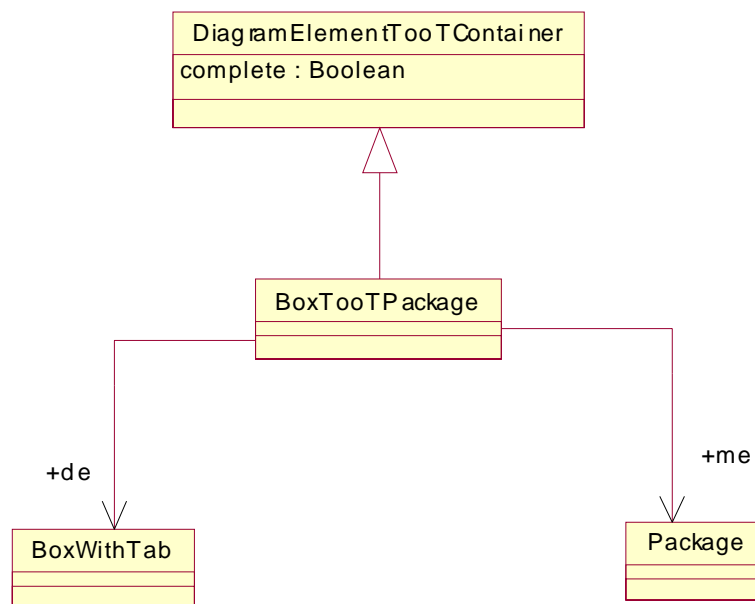 DiagramElementTooTContainer
complete : Boolean
BoxTooTPackage
+de
+me
BoxWithTab
Package